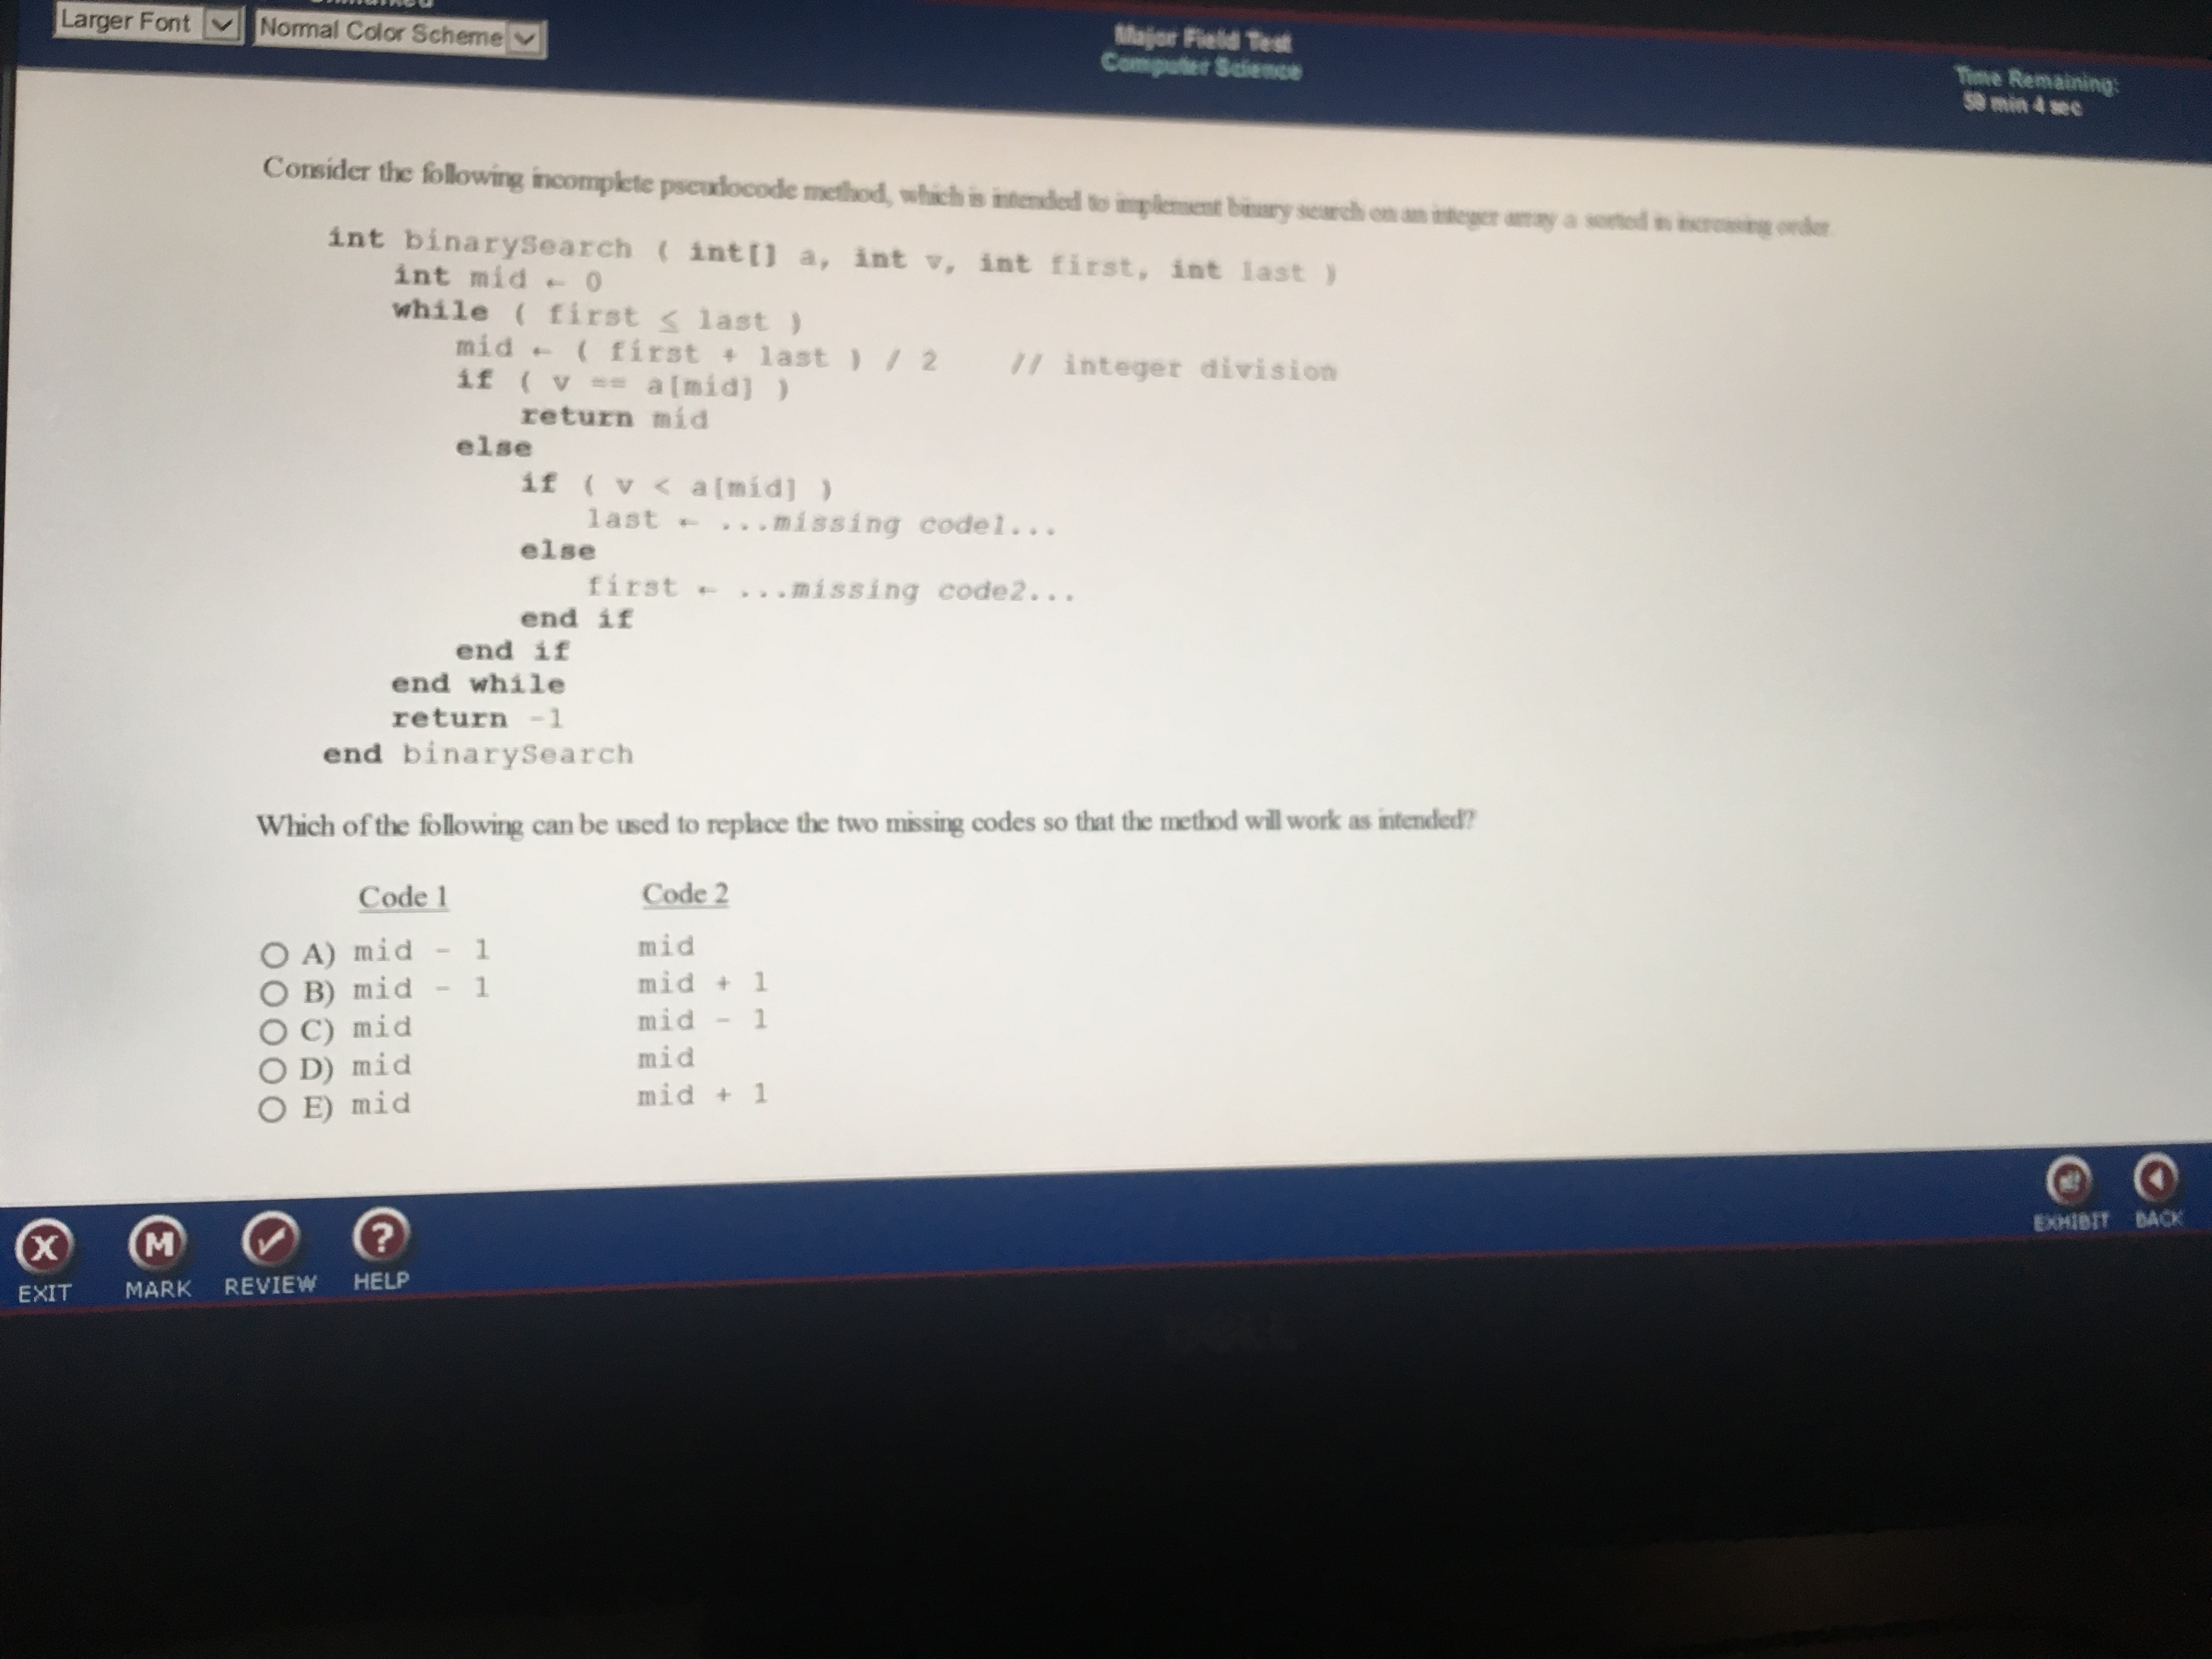 Larger Font
Normal Color Scheme
Major Field Test
Computer Science
Time Remaining:
59 min 4 sec
Consider the following incomplete pseudocode method, which is intended to implement binary search on an integer array a sorted in increasing order
int binarySearch ( int[] a, int v, int first, int last )
int mid ← 0
while ( first ≤ last )
mid ← ( first + last ) / 2 // integer division
if ( v == a[mid] )
return mid
else
if ( v < a[mid] )
last ← ...missing code1...
else
first ← ...missing code2...
end if
end if
end while
return -1
end binarySearch
Which of the following can be used to replace the two missing codes so that the method will work as intended?
Code 1 Code 2
A) mid - 1 mid
B) mid - 1 mid + 1
C) mid mid - 1
D) mid mid
E) mid mid + 1
X M ?
EXIT MARK REVIEW HELP
EXHIBIT BACK